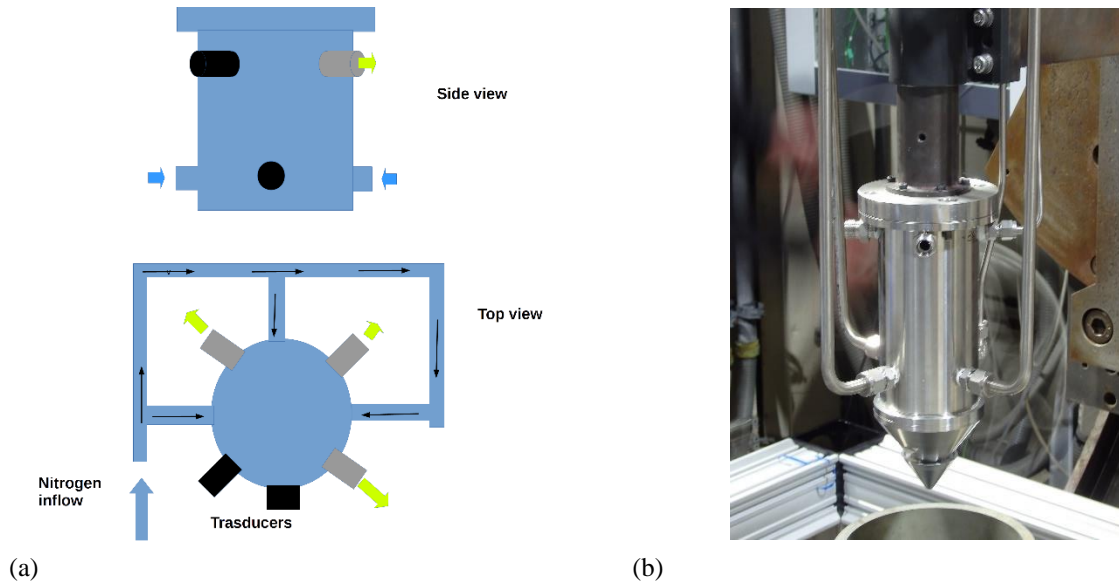 Side view
Top view
Nitrogen
inflow
Trasducers
(a)
(b)